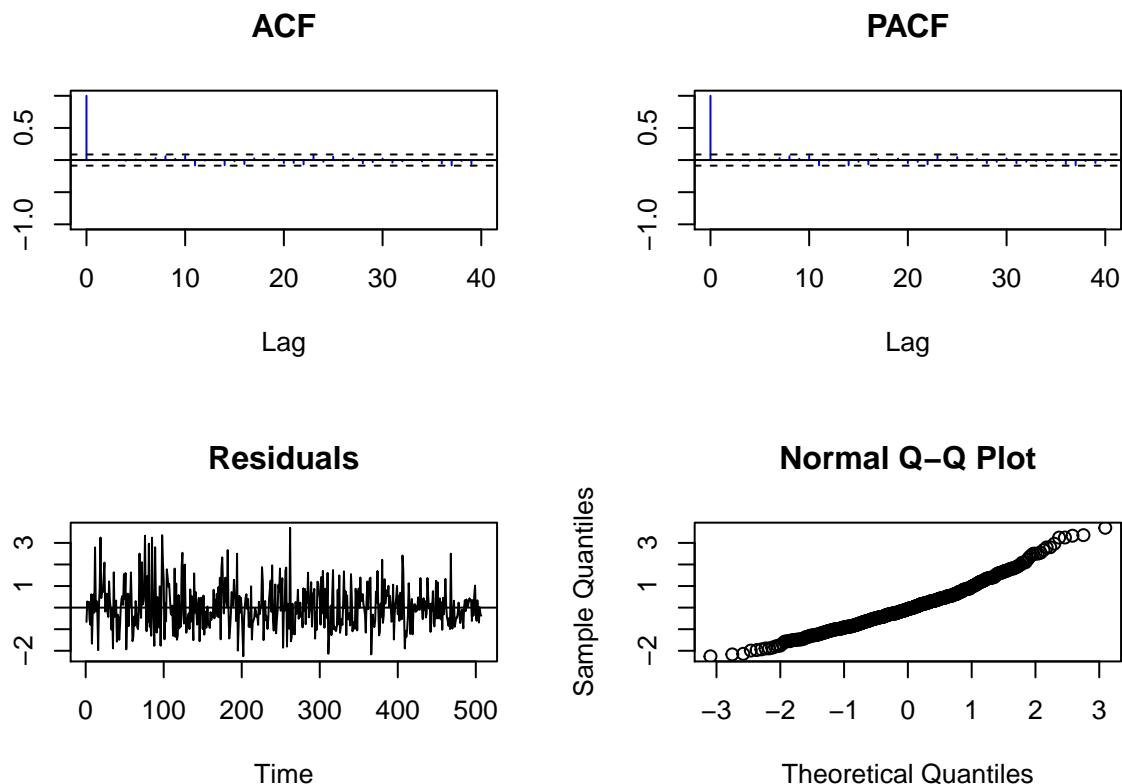 ACF
0.5
−1.0
0 10 20 30 40
Lag
PACF
0.5
−1.0
0 10 20 30 40
Lag
Residuals
3
1
−2
0 100 200 300 400 500
Time
Normal Q−Q Plot
Sample Quantiles
3
1
−2
−3 −2 −1 0 1 2 3
Theoretical Quantiles